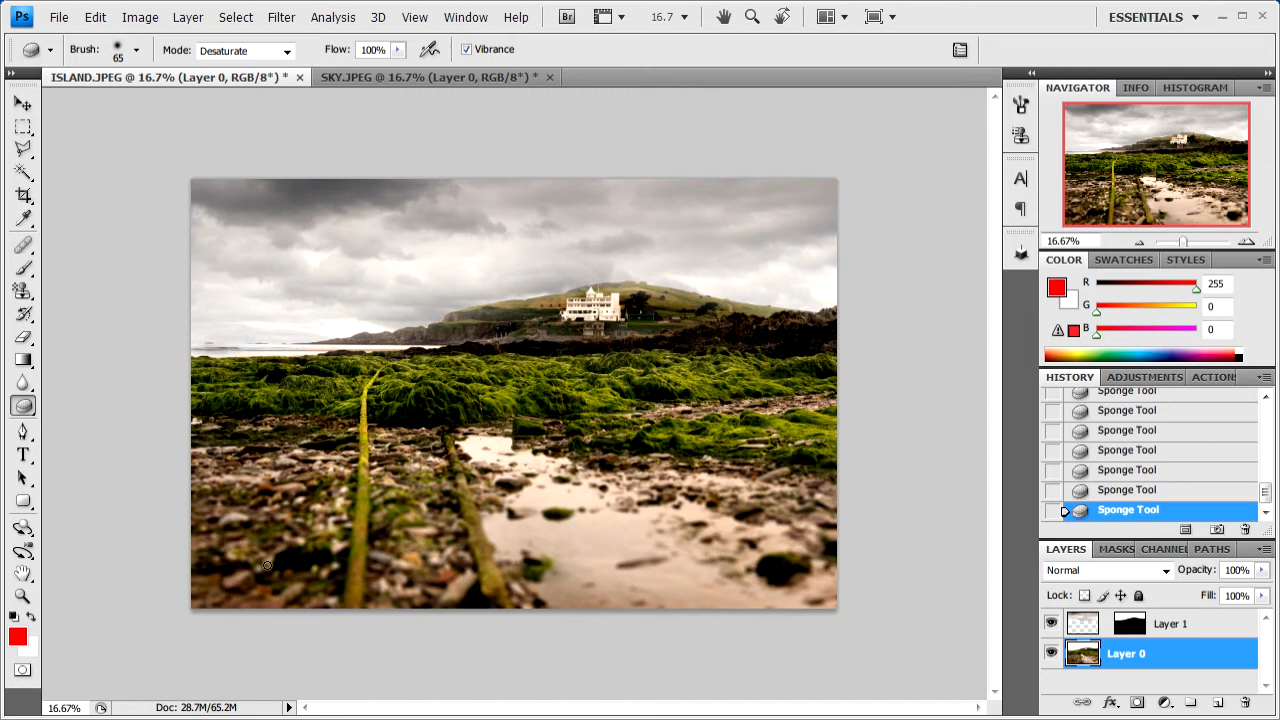 Ps File Edit Image Layer Select Filter Analysis 3D View Window Help Br 16.7 ESSENTIALS
Brush: 65 Mode: Desaturate Flow: 100% Vibrance
ISLAND.JPEG @ 16.7% (Layer 0, RGB/8*) * SKY.JPEG @ 16.7% (Layer 0, RGB/8*) *
NAVIGATOR INFO HISTOGRAM
16.67%
COLOR SWATCHES STYLES
R 255
G 0
B 0
HISTORY ADJUSTMENTS ACTION
Sponge Tool
Sponge Tool
Sponge Tool
Sponge Tool
Sponge Tool
Sponge Tool
Sponge Tool
LAYERS MASKS CHANNEL PATHS
Normal Opacity: 100%
Lock: Fill: 100%
Layer 1
Layer 0
16.67% Doc: 28.7M/65.2M